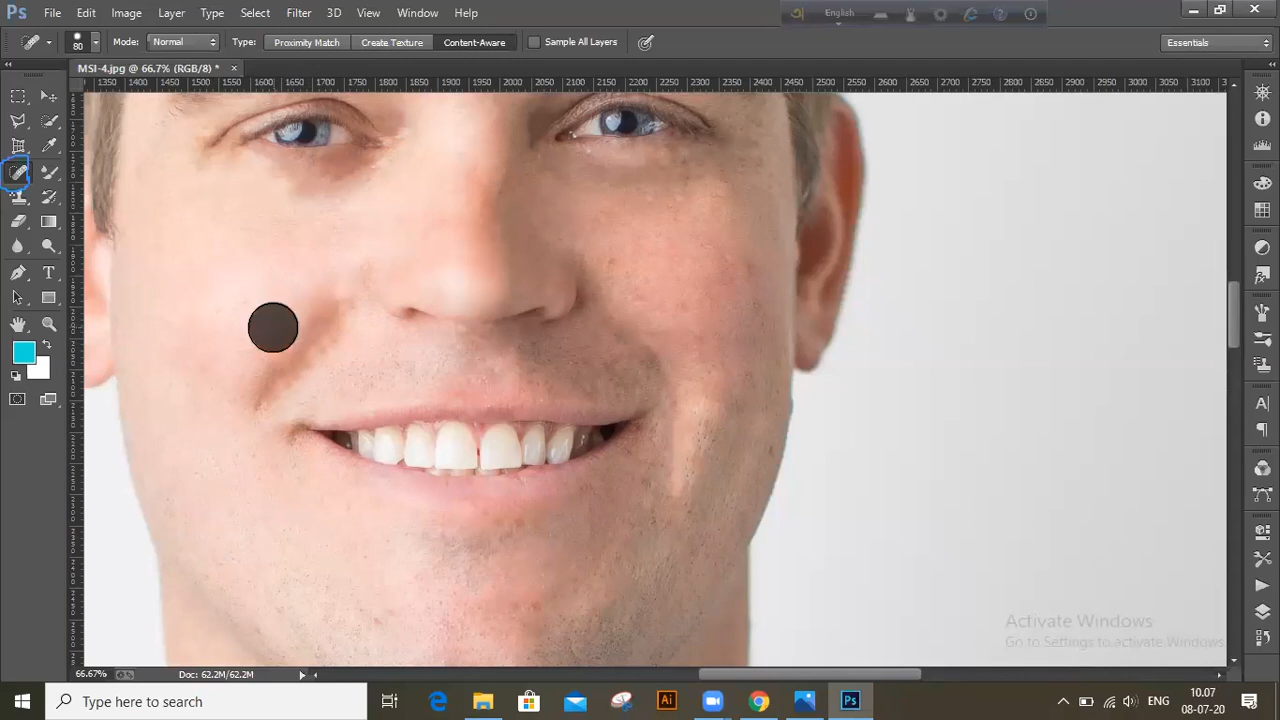 Ps File Edit Image Layer Type Select Filter 3D View Window Help
English
80 Mode: Normal Type: Proximity Match Create Texture Content-Aware Sample All Layers Essentials
MSI-4.jpg @ 66.7% (RGB/8) * ×
1350 1400 1450 1500 1550 1600 1650 1700 1750 1800 1850 1900 1950 2000 2050 2100 2150 2200 2250 2300 2350 2400 2450 2500 2550 2600 2650 2700 2750 2800 2850 2900 2950 3000 3050 3100
Activate Windows
Go to Settings to activate Windows
66.67% Doc: 62.2M/62.2M
Type here to search
Ai
Ps
ENG
10.07
08-07-20